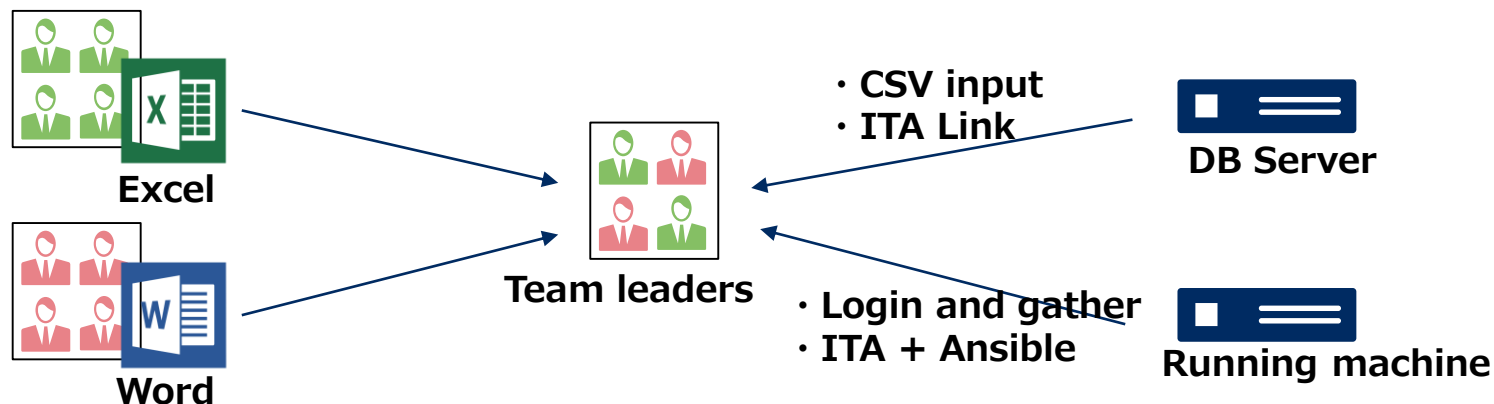 X
Excel
W
Word
Team leaders
・CSV input
・ITA Link
DB Server
・Login and gather
・ITA + Ansible
Running machine